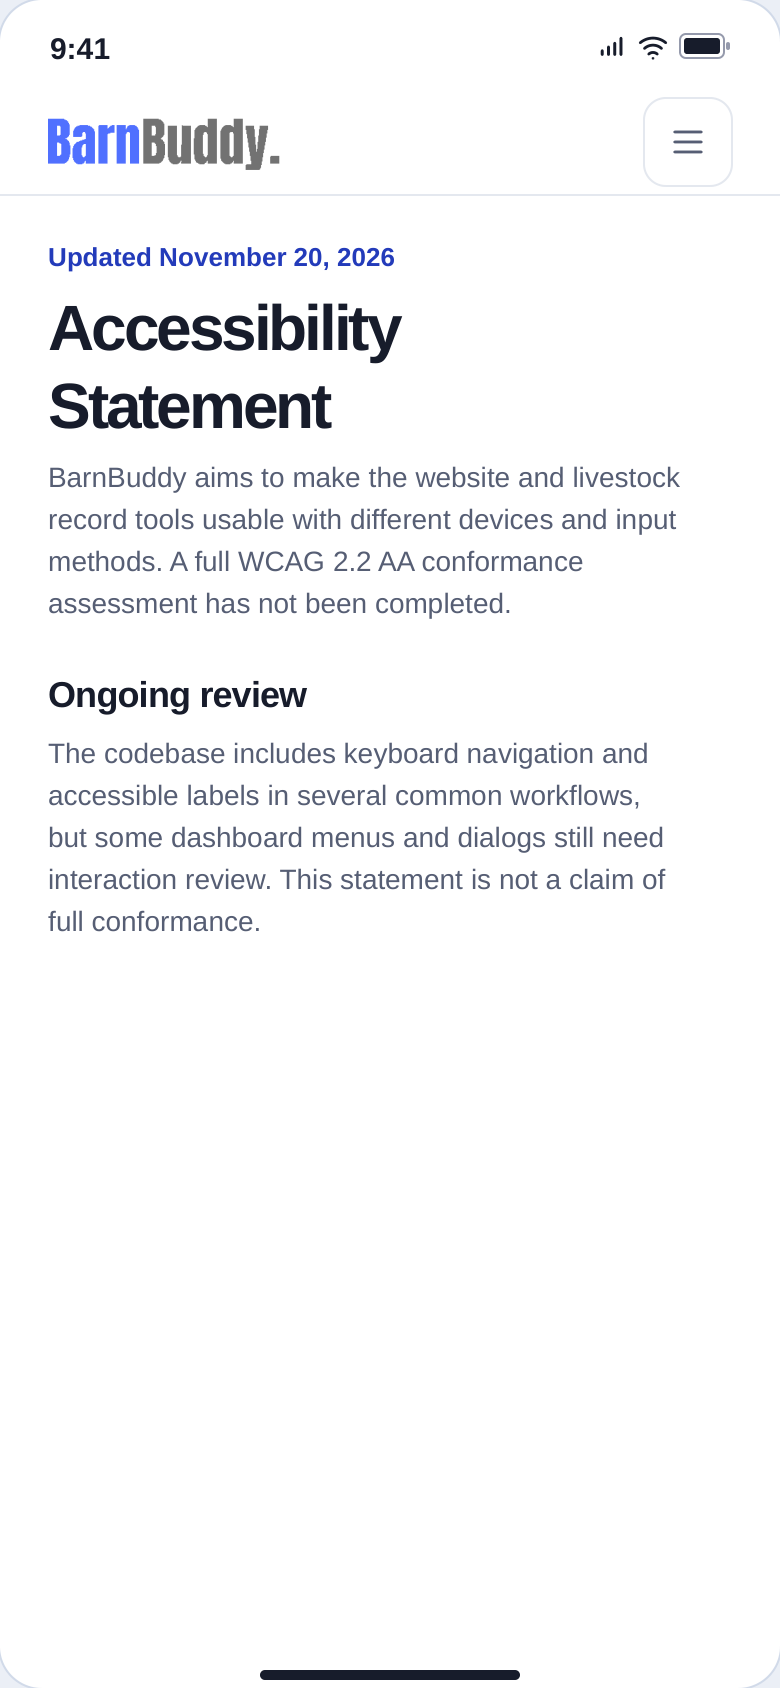 9:41
BarnBuddy.
Updated November 20, 2026
Accessibility
Statement
BarnBuddy aims to make the website and livestock
record tools usable with different devices and input
methods. A full WCAG 2.2 AA conformance
assessment has not been completed.
Ongoing review
The codebase includes keyboard navigation and
accessible labels in several common workflows,
but some dashboard menus and dialogs still need
interaction review. This statement is not a claim of
full conformance.